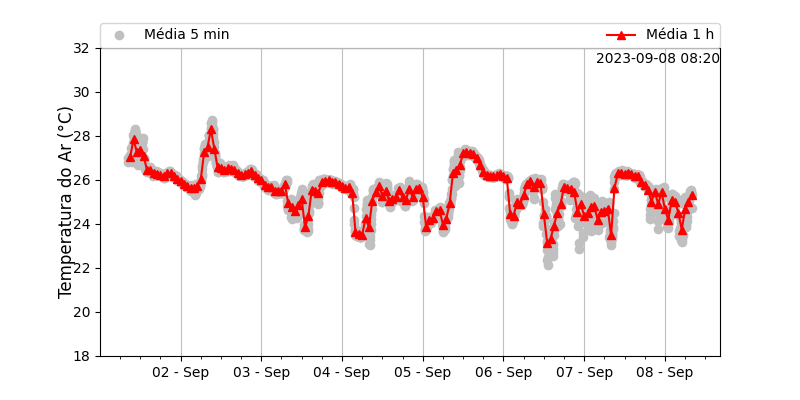 Média 5 min
Média 1 h
2023-09-08 08:20
Temperatura do Ar (°C)
32
30
28
26
24
22
20
18
02 - Sep
03 - Sep
04 - Sep
05 - Sep
06 - Sep
07 - Sep
08 - Sep